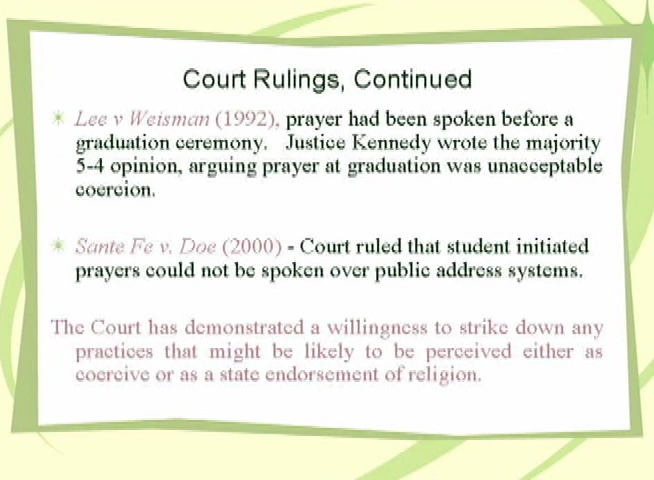 Court Rulings, Continued
Lee v Weisman (1992), prayer had been spoken before a
graduation ceremony. Justice Kennedy wrote the majority
5-4 opinion, arguing prayer at graduation was unacceptable
coercion.
Sante Fe v. Doe (2000) - Court ruled that student initiated
prayers could not be spoken over public address systems.
The Court has demonstrated a willingness to strike down any
practices that might be likely to be perceived either as
coercive or as a state endorsement of religion.